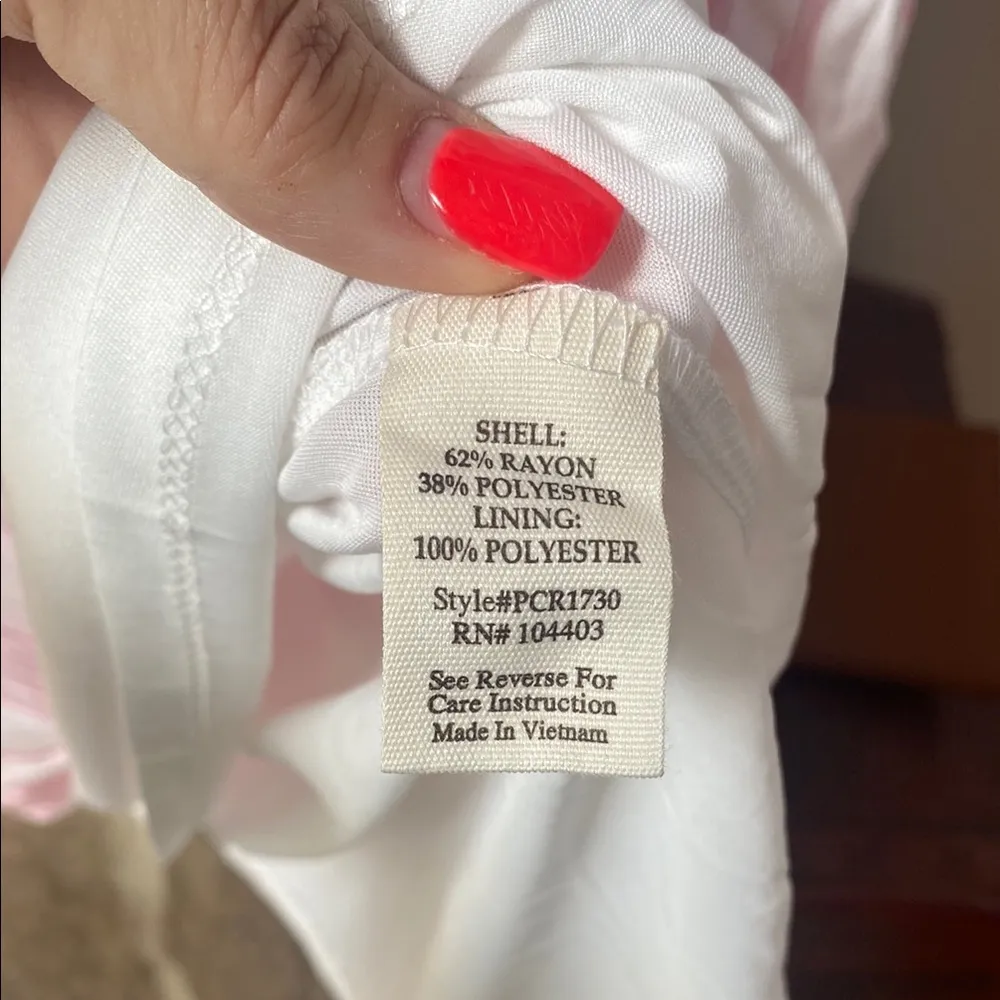 SHELL:
62% RAYON
38% POLYESTER
LINING:
100% POLYESTER
Style#PCR1730
RN# 104403
See Reverse For
Care Instruction
Made In Vietnam